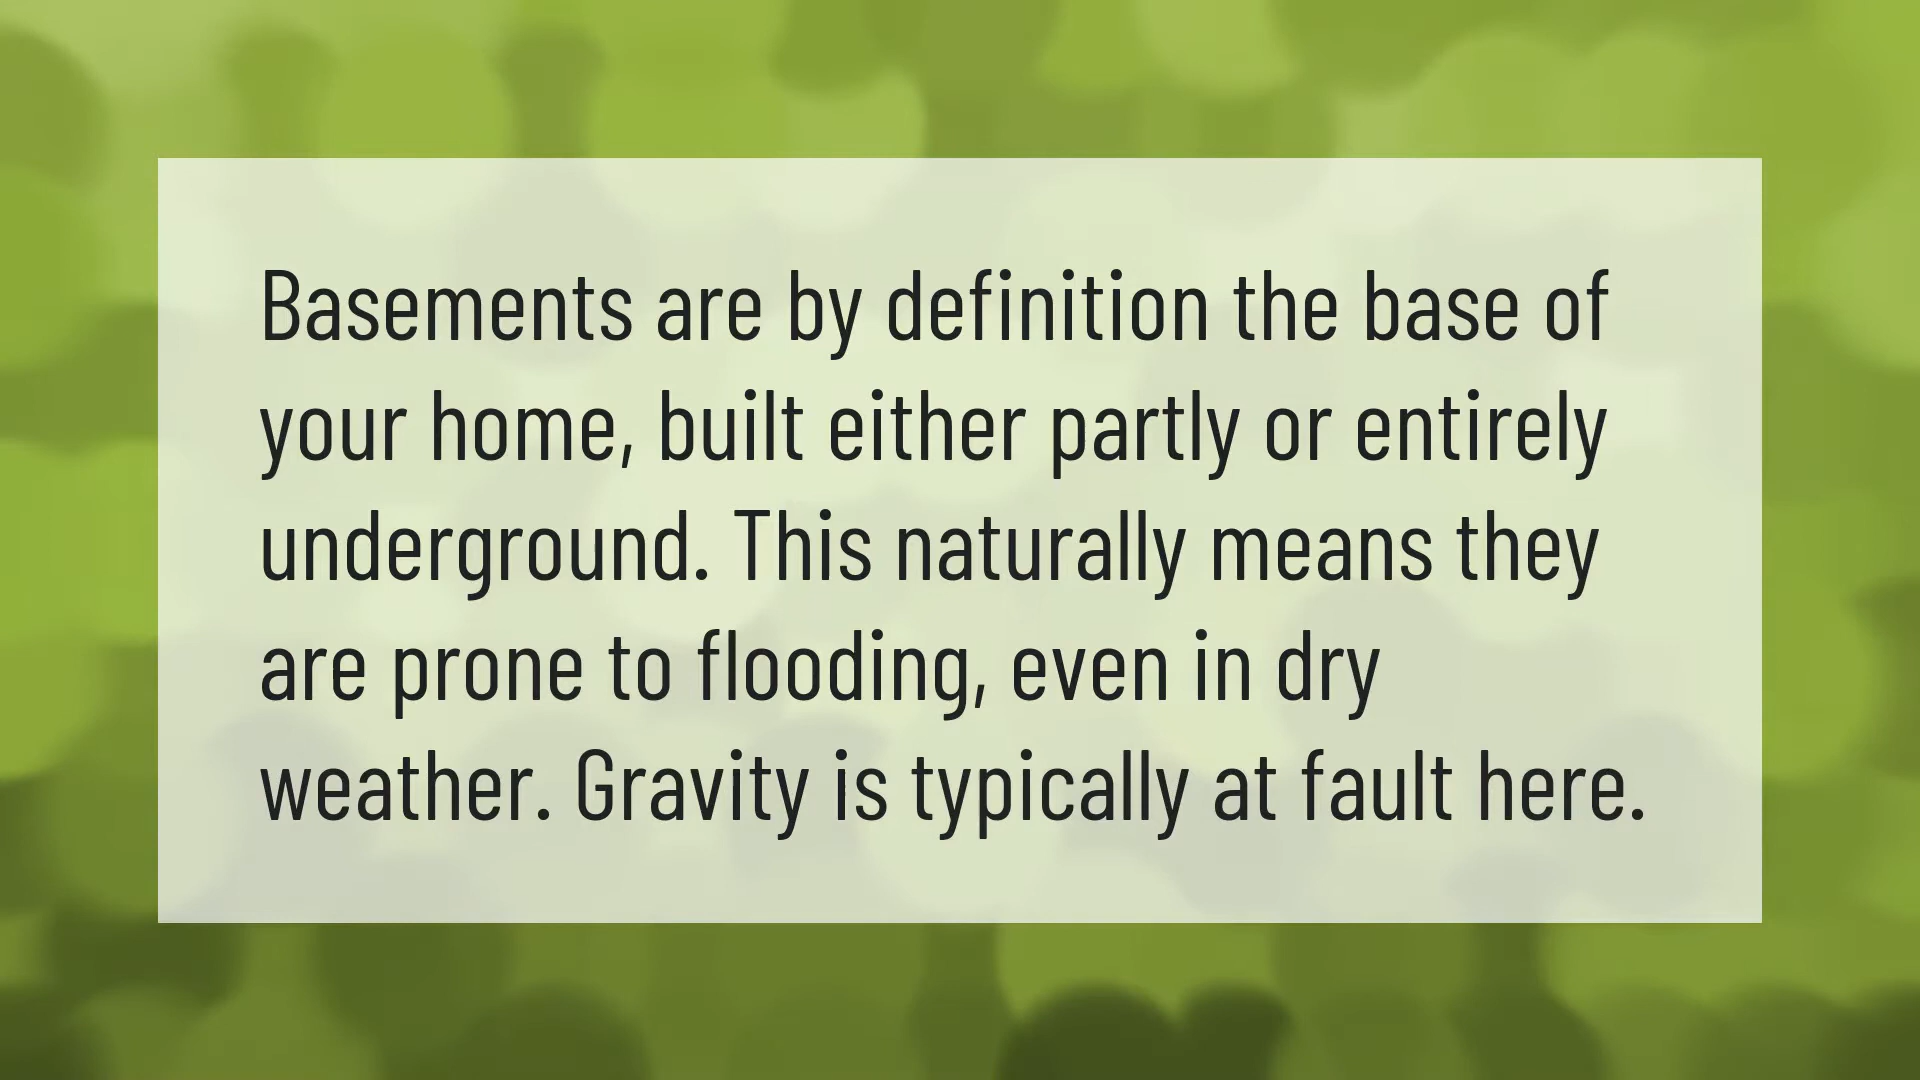 Basements are by definition the base of
your home, built either partly or entirely
underground. This naturally means they
are prone to flooding, even in dry
weather. Gravity is typically at fault here.